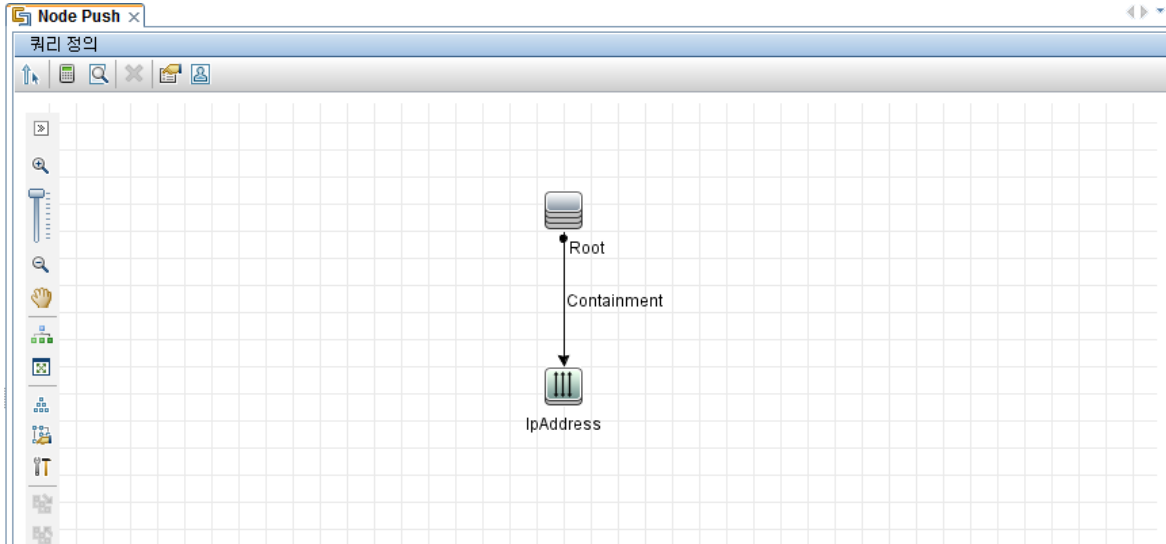 Node Push
쿼리 정의
Root
Containment
IpAddress